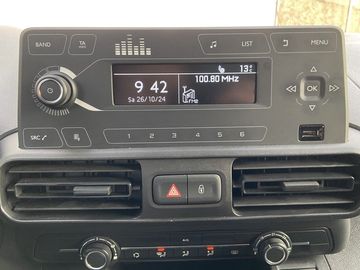 BAND
TA
LIST
MENU
13°
9 42
100.80 MHz
Sa 26/10/24
FM2
OK
SRC
1 2 3 4 5 6